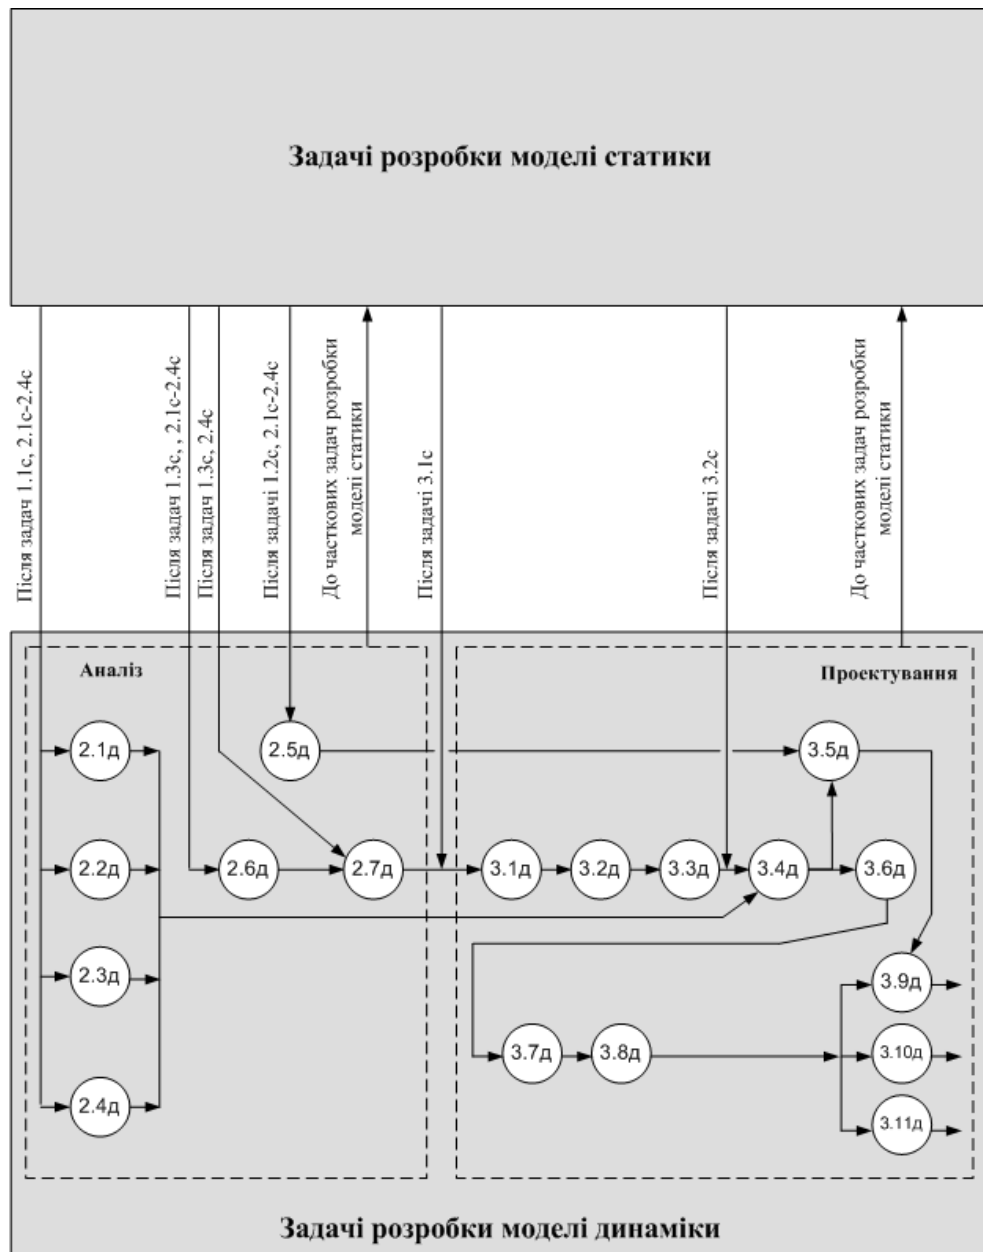 Задачі розробки моделі статики
Після задач 1.1с, 2.1с-2.4с
Після задач 1.3с, , 2.1с-2.4с
Після задач 1.3с, 2.4с
Після задачі 1.2с, 2.1с-2.4с
До часткових задач розробки
моделі статики
Після задачі 3.1с
Після задачі 3.2с
До часткових задач розробки
моделі статики
Аналіз
Проектування
2.1д
2.5д
3.5д
2.2д
2.6д
2.7д
3.1д
3.2д
3.3д
3.4д
3.6д
2.3д
3.9д
3.7д
3.8д
3.10д
2.4д
3.11д
Задачі розробки моделі динаміки